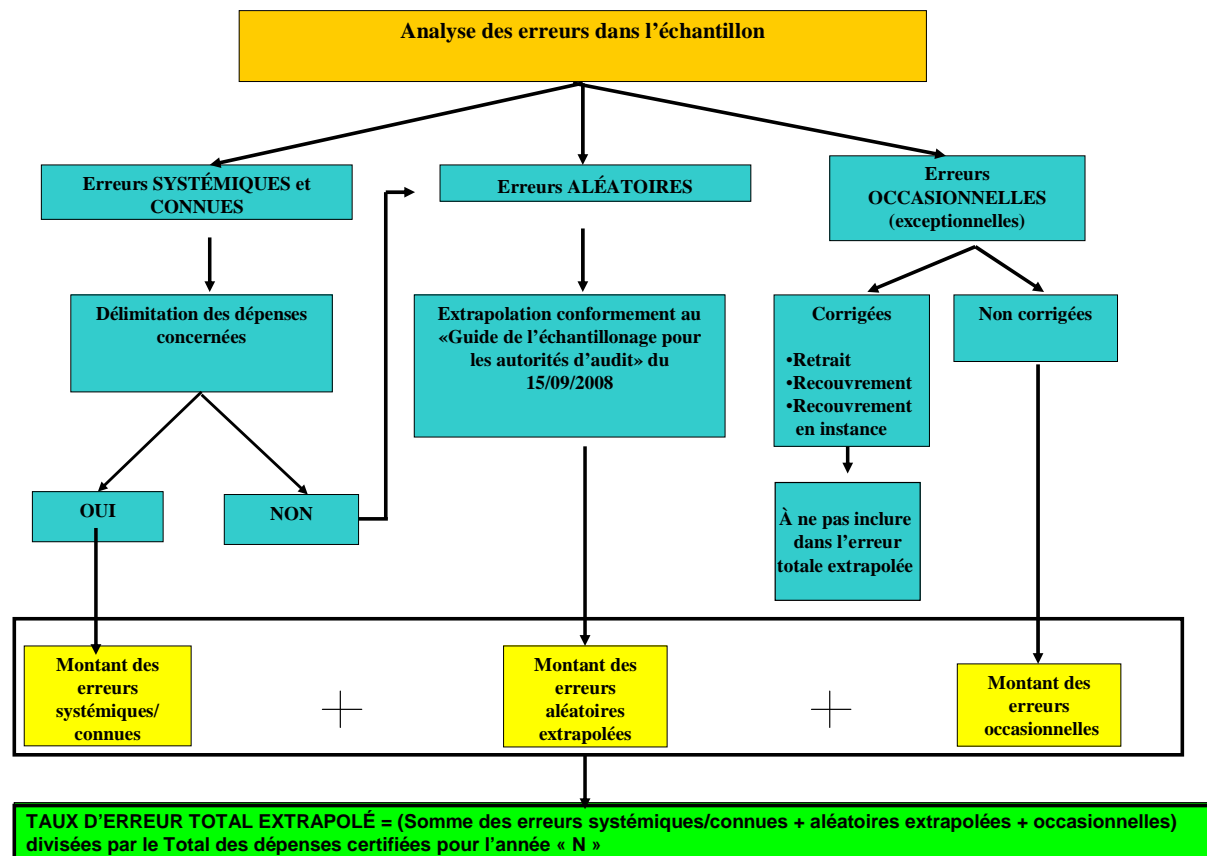 Analyse des erreurs dans l’échantillon
Erreurs SYSTÉMIQUES et
CONNUES
Erreurs ALÉATOIRES
Erreurs
OCCASIONNELLES
(exceptionnelles)
Délimitation des dépenses
concernées
Extrapolation conformement au
«Guide de l’échantillonage pour
les autorités d’audit» du
15/09/2008
Corrigées
•Retrait
•Recouvrement
•Recouvrement
en instance
Non corrigées
OUI
NON
À ne pas inclure
dans l’erreur
totale extrapolée
Montant des
erreurs
systémiques/
connues
+
Montant des
erreurs
aléatoires
extrapolées
+
Montant des
erreurs
occasionnelles
TAUX D’ERREUR TOTAL EXTRAPOLÉ = (Somme des erreurs systémiques/connues + aléatoires extrapolées + occasionnelles)
divisées par le Total des dépenses certifiées pour l’année « N »